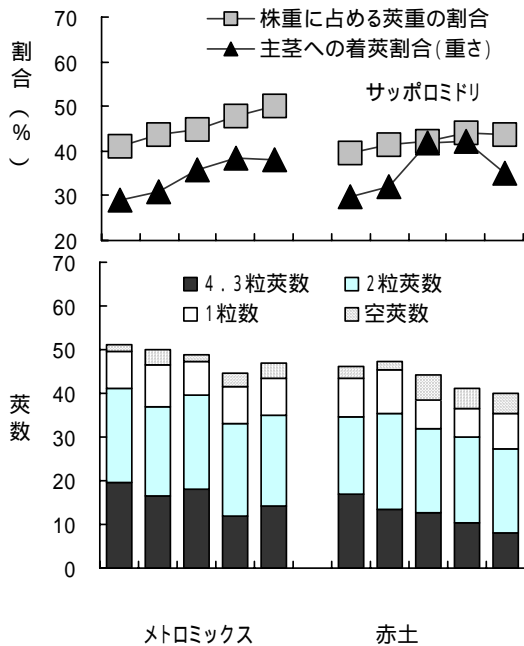 70
株重に占める莢重の割合
60
主茎への着莢割合(重さ)
50
サッポロミドリ
40
30
20
割合(%)
70
60
4.3粒莢数
2粒莢数
1粒莢数
空莢数
50
40
30
20
10
0
莢数
メトロミックス
赤土